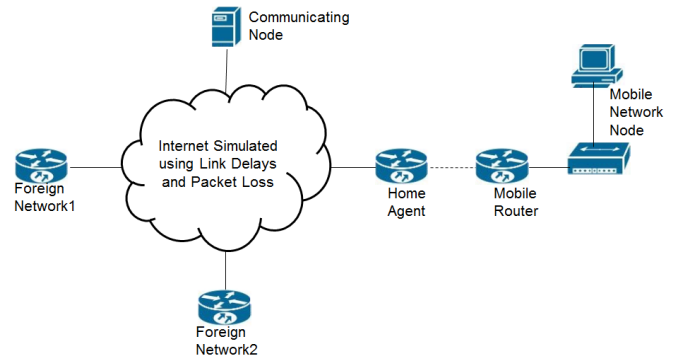 Communicating
Node
Internet Simulated
using Link Delays
and Packet Loss
Mobile
Network
Node
Foreign
Network1
Home
Agent
Mobile
Router
Foreign
Network2